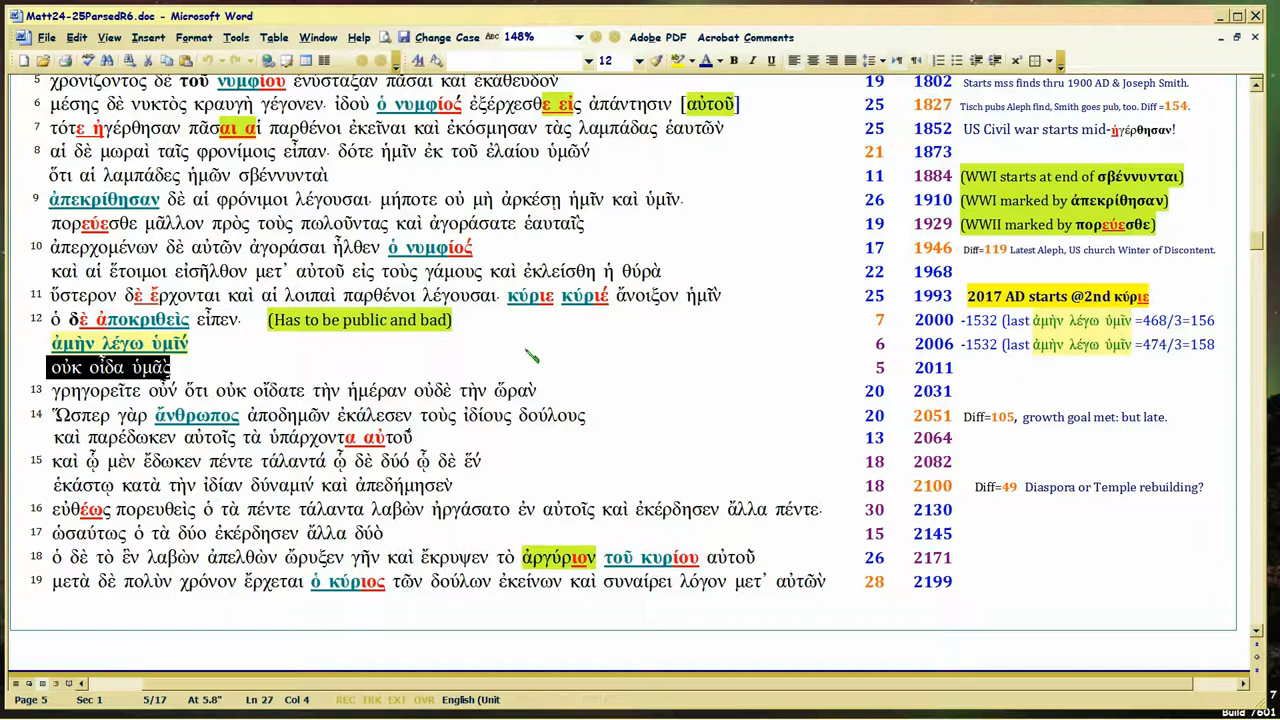 Matt24-25ParsedR6.doc - Microsoft Word
File Edit View Insert Format Tools Table Window Help Change Case 148% Adobe PDF Acrobat Comments
12
5 χρονίζοντος δὲ τοῦ νυμφίου ἐνύσταξαν πᾶσαι καὶ ἐκάθευδον 19 1802 Starts mss finds thru 1900 AD & Joseph Smith.
6 μέσης δὲ νυκτὸς κραυγὴ γέγονεν· ἰδοὺ ὁ νυμφίος ἐξέρχεσθε εἰς ἀπάντησιν [αὐτοῦ] 25 1827 Tisch pubs Aleph find, Smith goes pub, too. Diff =154.
7 τότε ἠγέρθησαν πᾶσαι αἱ παρθένοι ἐκεῖναι καὶ ἐκόσμησαν τὰς λαμπάδας ἑαυτῶν 25 1852 US Civil war starts mid-ἠγέρθησαν!
8 αἱ δὲ μωραὶ ταῖς φρονίμοις εἶπαν· δότε ἡμῖν ἐκ τοῦ ἐλαίου ὑμῶν 21 1873
ὅτι αἱ λαμπάδες ἡμῶν σβέννυνται 11 1884 (WWI starts at end of σβέννυνται)
9 ἀπεκρίθησαν δὲ αἱ φρόνιμοι λέγουσαι· μήποτε οὐ μὴ ἀρκέσῃ ἡμῖν καὶ ὑμῖν· 26 1910 (WWI marked by ἀπεκρίθησαν)
πορεύεσθε μᾶλλον πρὸς τοὺς πωλοῦντας καὶ ἀγοράσατε ἑαυταῖς 19 1929 (WWII marked by πορεύεσθε)
10 ἀπερχομένων δὲ αὐτῶν ἀγοράσαι ἦλθεν ὁ νυμφίος 17 1946 Diff=119 Latest Aleph, US church Winter of Discontent.
καὶ αἱ ἕτοιμοι εἰσῆλθον μετ᾽ αὐτοῦ εἰς τοὺς γάμους καὶ ἐκλείσθη ἡ θύρα 22 1968
11 ὕστερον δὲ ἔρχονται καὶ αἱ λοιπαὶ παρθένοι λέγουσαι· κύριε κύριε ἄνοιξον ἡμῖν 25 1993 2017 AD starts @2nd κύριε
12 ὁ δὲ ἀποκριθεὶς εἶπεν· (Has to be public and bad) 7 2000 -1532 (last ἀμὴν λέγω ὑμῖν =468/3=156
ἀμὴν λέγω ὑμῖν 6 2006 -1532 (last ἀμὴν λέγω ὑμῖν =474/3=158
οὐκ οἶδα ὑμᾶς 5 2011
13 γρηγορεῖτε οὖν ὅτι οὐκ οἴδατε τὴν ἡμέραν οὐδὲ τὴν ὥραν 20 2031
14 Ὥσπερ γὰρ ἄνθρωπος ἀποδημῶν ἐκάλεσεν τοὺς ἰδίους δούλους 20 2051 Diff=105, growth goal met: but late.
καὶ παρέδωκεν αὐτοῖς τὰ ὑπάρχοντα αὐτοῦ 13 2064
15 καὶ ᾧ μὲν ἔδωκεν πέντε τάλαντα ᾧ δὲ δύο ᾧ δὲ ἕν 18 2082
ἑκάστῳ κατὰ τὴν ἰδίαν δύναμιν καὶ ἀπεδήμησεν 18 2100 Diff=49 Diaspora or Temple rebuilding?
16 εὐθέως πορευθεὶς ὁ τὰ πέντε τάλαντα λαβὼν ἠργάσατο ἐν αὐτοῖς καὶ ἐκέρδησεν ἄλλα πέντε· 30 2130
17 ὡσαύτως ὁ τὰ δύο ἐκέρδησεν ἄλλα δύο 15 2145
18 ὁ δὲ τὸ ἓν λαβὼν ἀπελθὼν ὤρυξεν γῆν καὶ ἔκρυψεν τὸ ἀργύριον τοῦ κυρίου αὐτοῦ 26 2171
19 μετὰ δὲ πολὺν χρόνον ἔρχεται ὁ κύριος τῶν δούλων ἐκείνων καὶ συναίρει λόγον μετ᾽ αὐτῶν 28 2199
Page 5 Sec 1 5/17 At 5.8" Ln 27 Col 4 REC TRK EXT OVR English (Unit
7
Build 7601